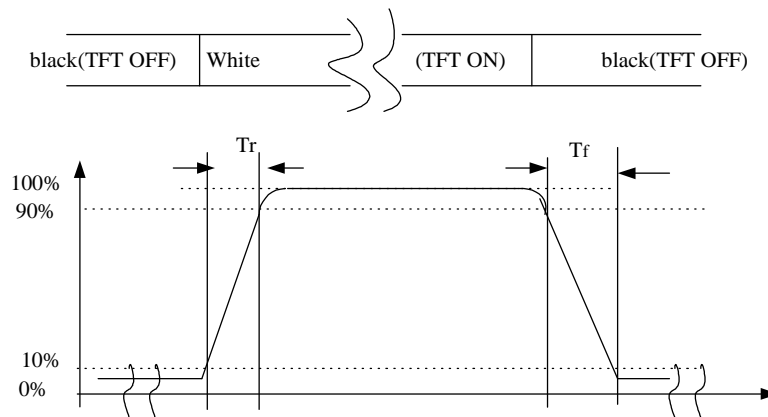 black(TFT OFF) White (TFT ON) black(TFT OFF)
Tr Tf
100%
90%
10%
0%